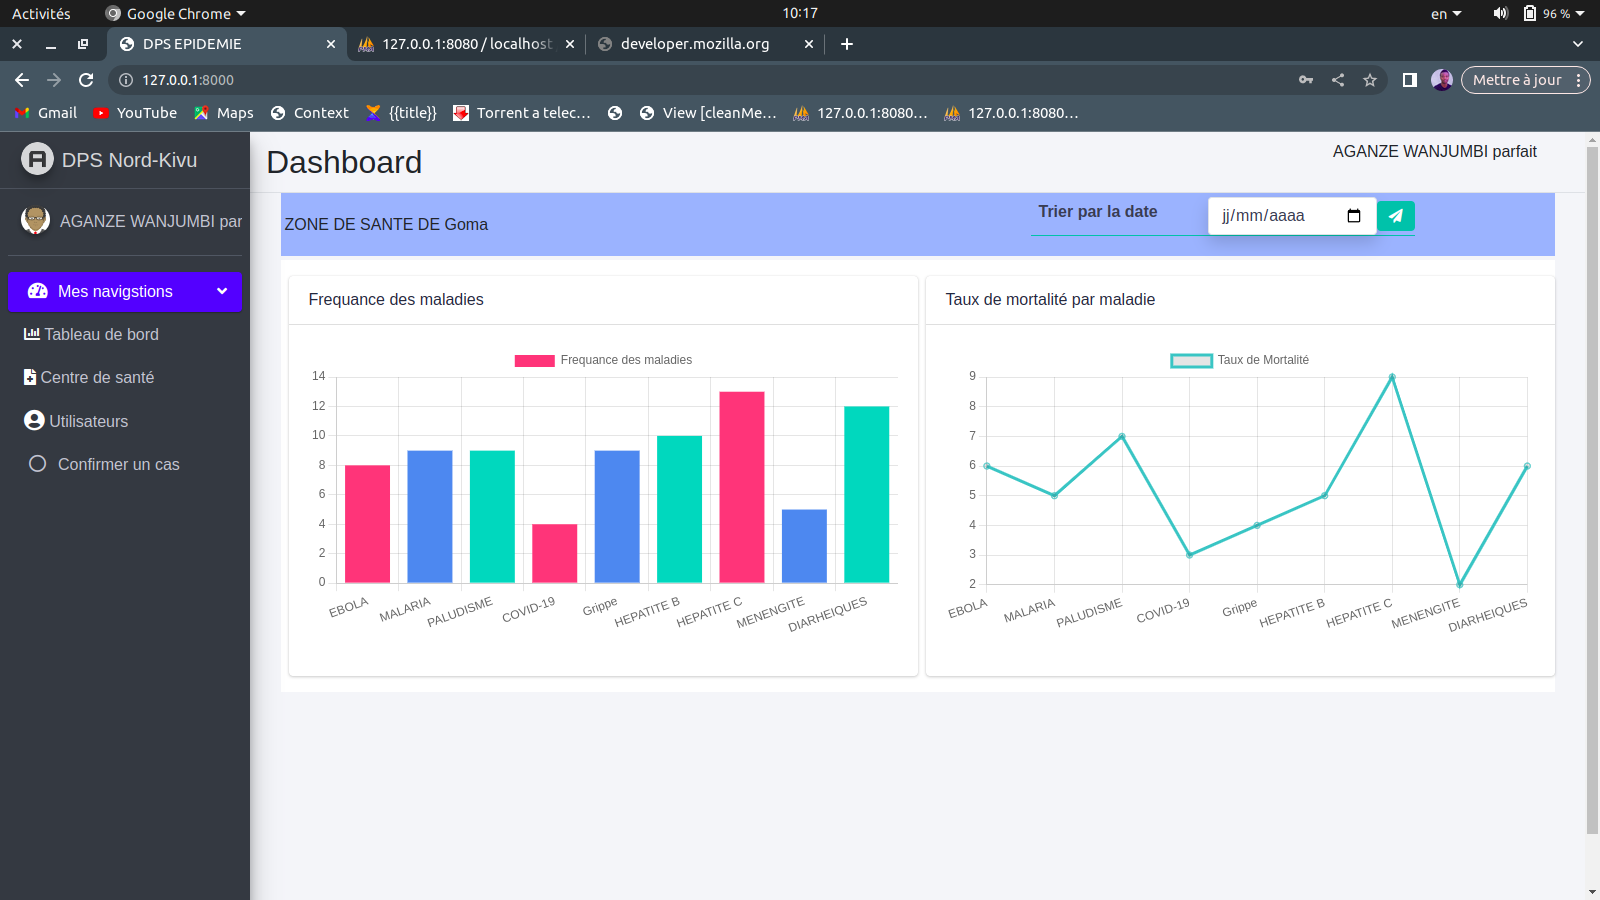 Activités
Google Chrome
10:17
en
96 %
DPS EPIDEMIE
127.0.0.1:8080 / localhost
developer.mozilla.org
127.0.0.1:8000
Mettre à jour
Gmail
YouTube
Maps
Context
{{title}}
Torrent a telec…
View [cleanMe…
127.0.0.1:8080…
127.0.0.1:8080…
DPS Nord-Kivu
Dashboard
AGANZE WANJUMBI parfait
AGANZE WANJUMBI par
Mes navigstions
Tableau de bord
Centre de santé
Utilisateurs
Confirmer un cas
ZONE DE SANTE DE Goma
Trier par la date
jj/mm/aaaa
Frequance des maladies
Frequance des maladies
14
12
10
8
6
4
2
0
EBOLA
MALARIA
PALUDISME
COVID-19
Grippe
HEPATITE B
HEPATITE C
MENENGITE
DIARHEIQUES
Taux de mortalité par maladie
Taux de Mortalité
9
8
7
6
5
4
3
2
EBOLA
MALARIA
PALUDISME
COVID-19
Grippe
HEPATITE B
HEPATITE C
MENENGITE
DIARHEIQUES